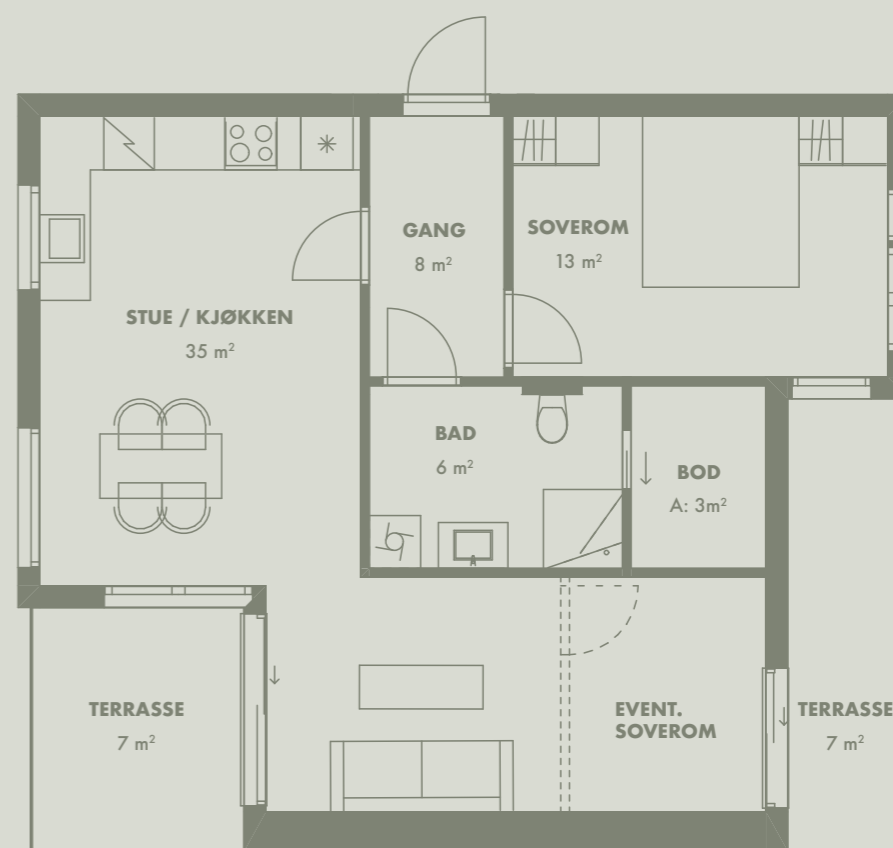 GANG
8 m²
SOVEROM
13 m²
STUE / KJØKKEN
35 m²
BAD
6 m²
BOD
A: 3m²
TERRASSE
7 m²
EVENT.
SOVEROM
TERRASSE
7 m²